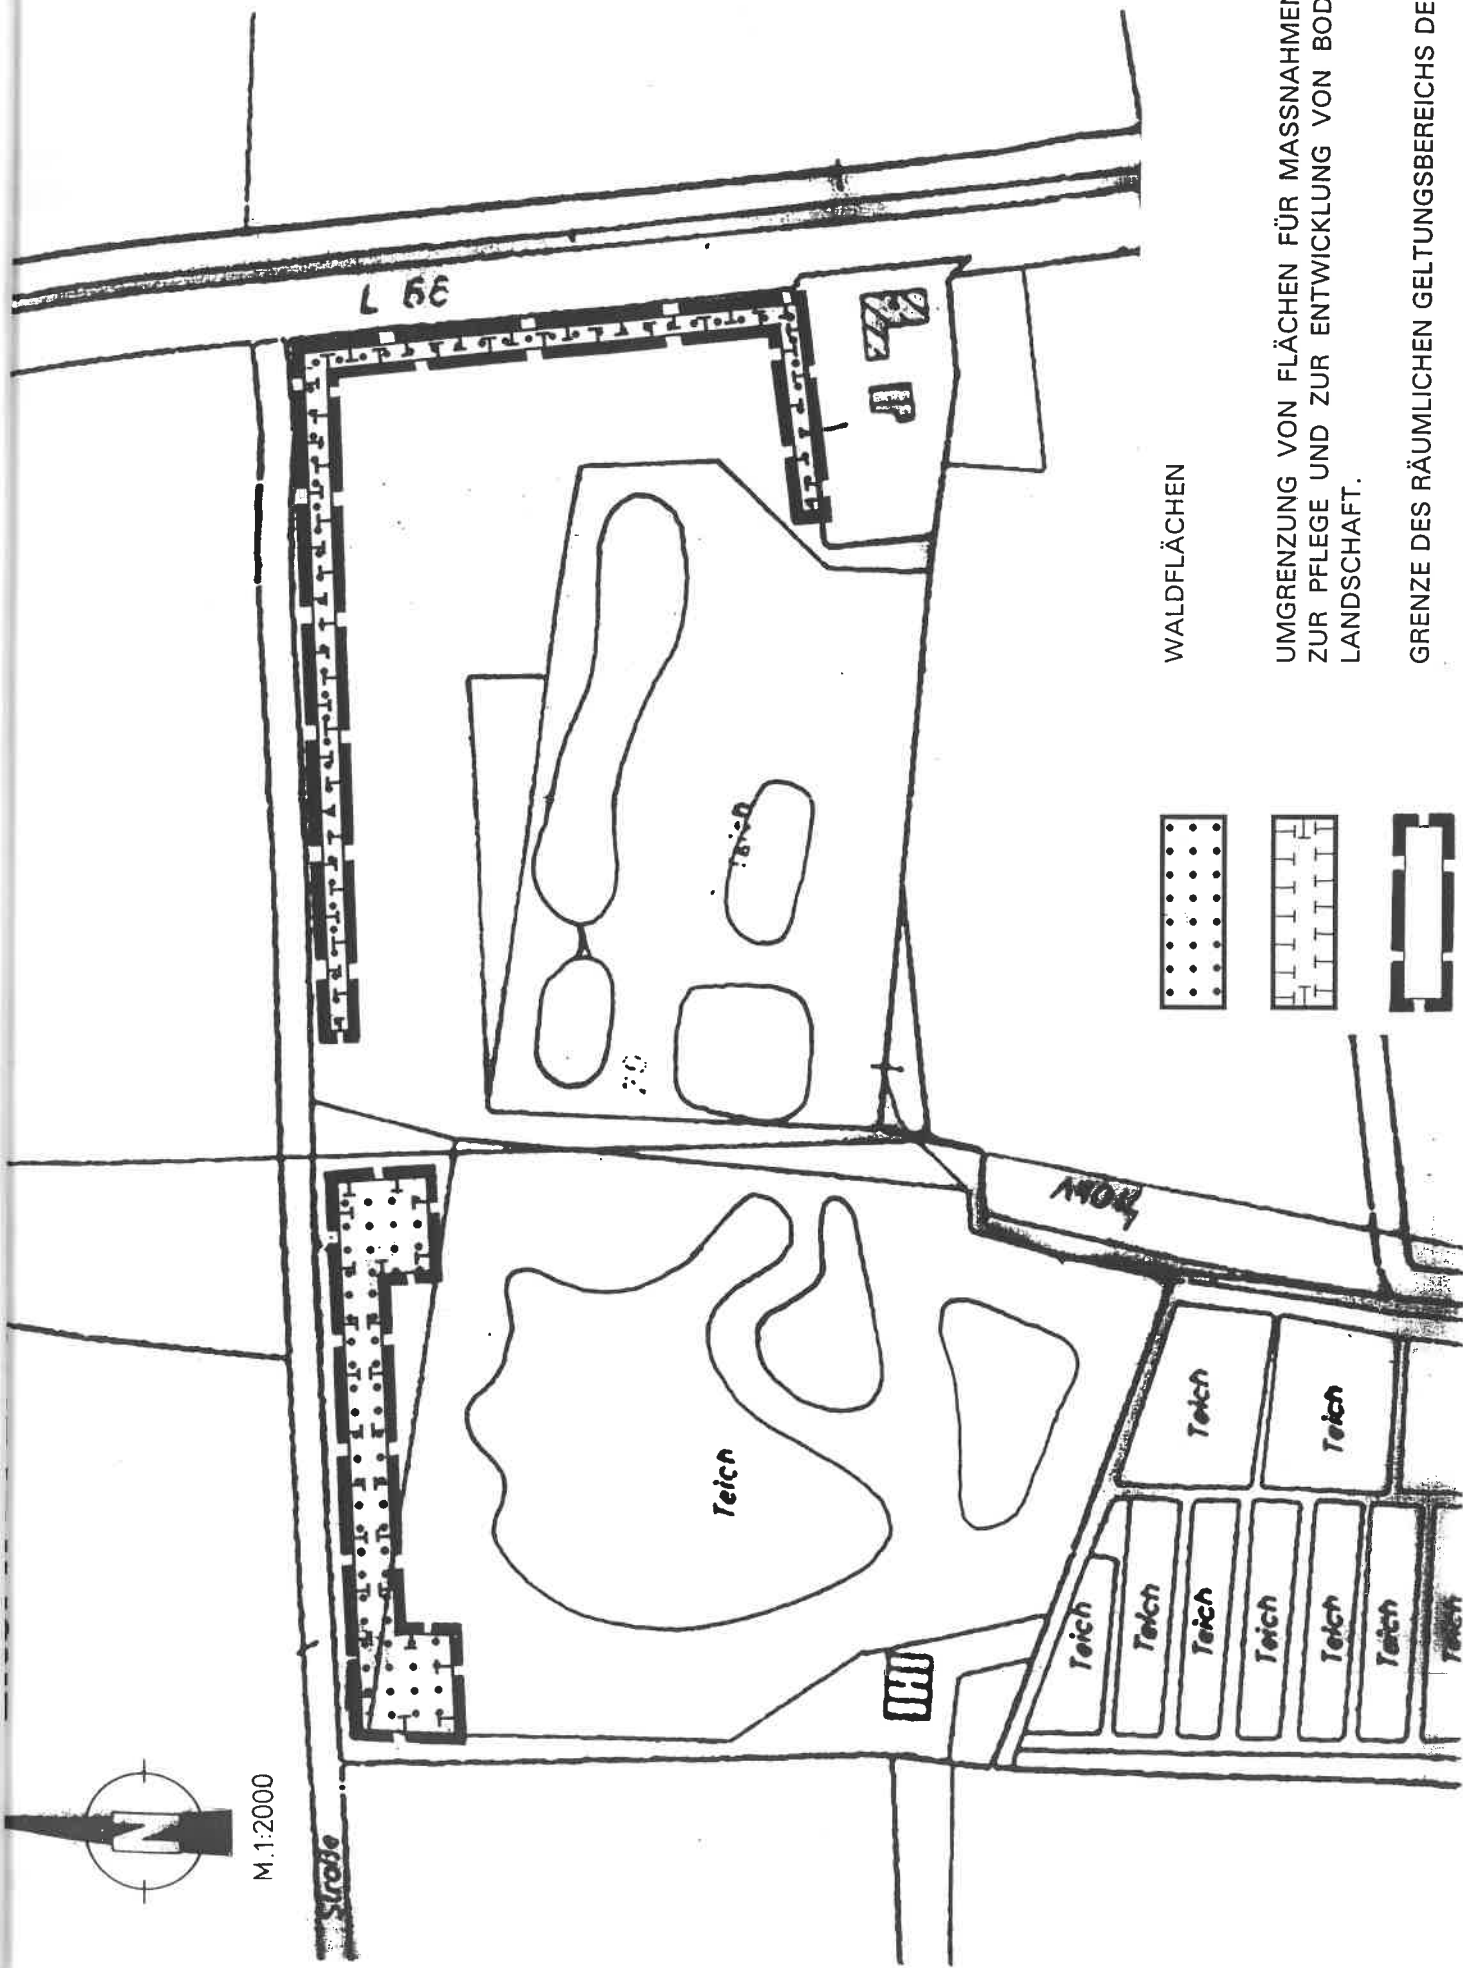 N
M.1:2000
Straße
L 66
Teich
Teich
Teich
Teich
Teich
Teich
Teich
Teich
Teich
Teich
Teich
WALDFLÄCHEN
UMGRENZUNG VON FLÄCHEN FÜR MASSNAHMEN
ZUR PFLEGE UND ZUR ENTWICKLUNG VON BOD
LANDSCHAFT.
GRENZE DES RÄUMLICHEN GELTUNGSBEREICHS DE